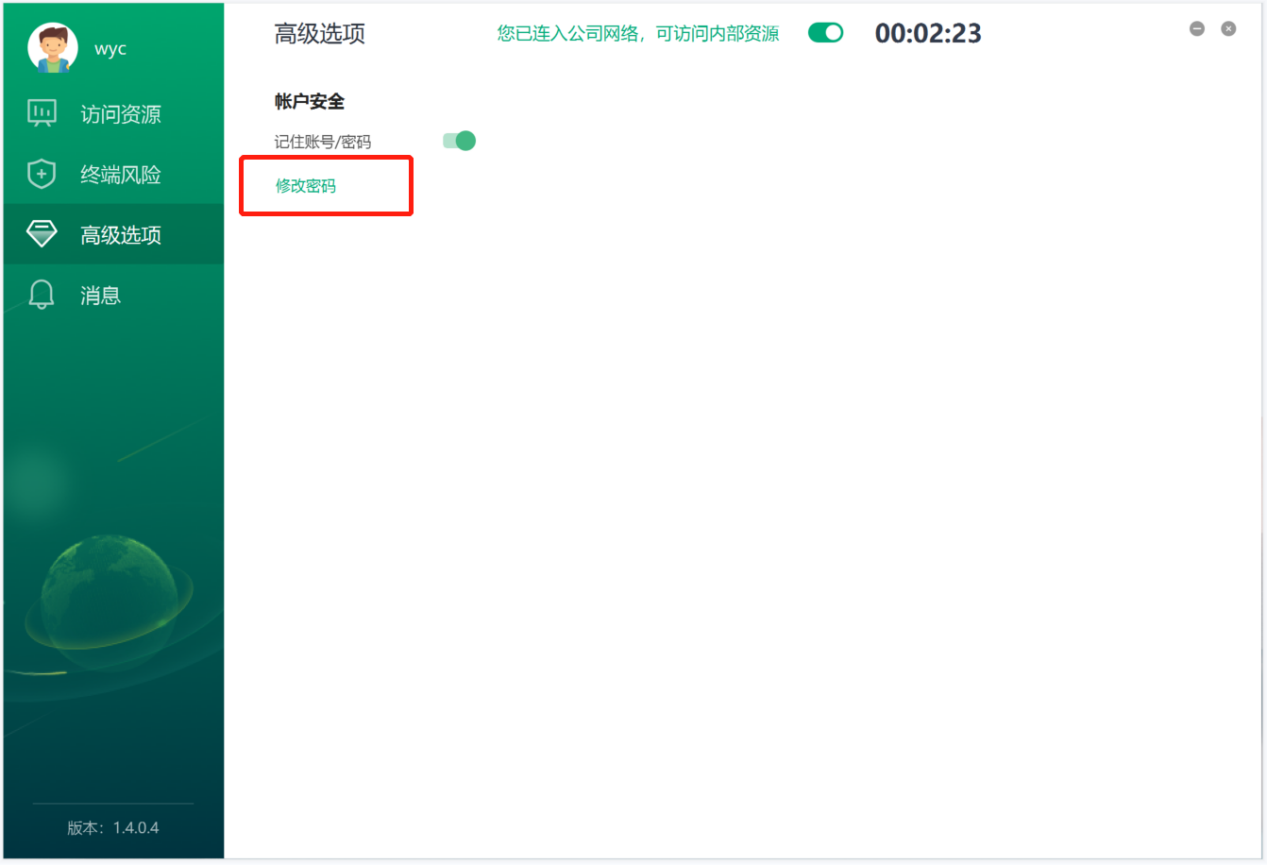 wyc
访问资源
终端风险
高级选项
消息
版本：1.4.0.4
高级选项
您已连入公司网络，可访问内部资源
00:02:23
帐户安全
记住账号/密码
修改密码